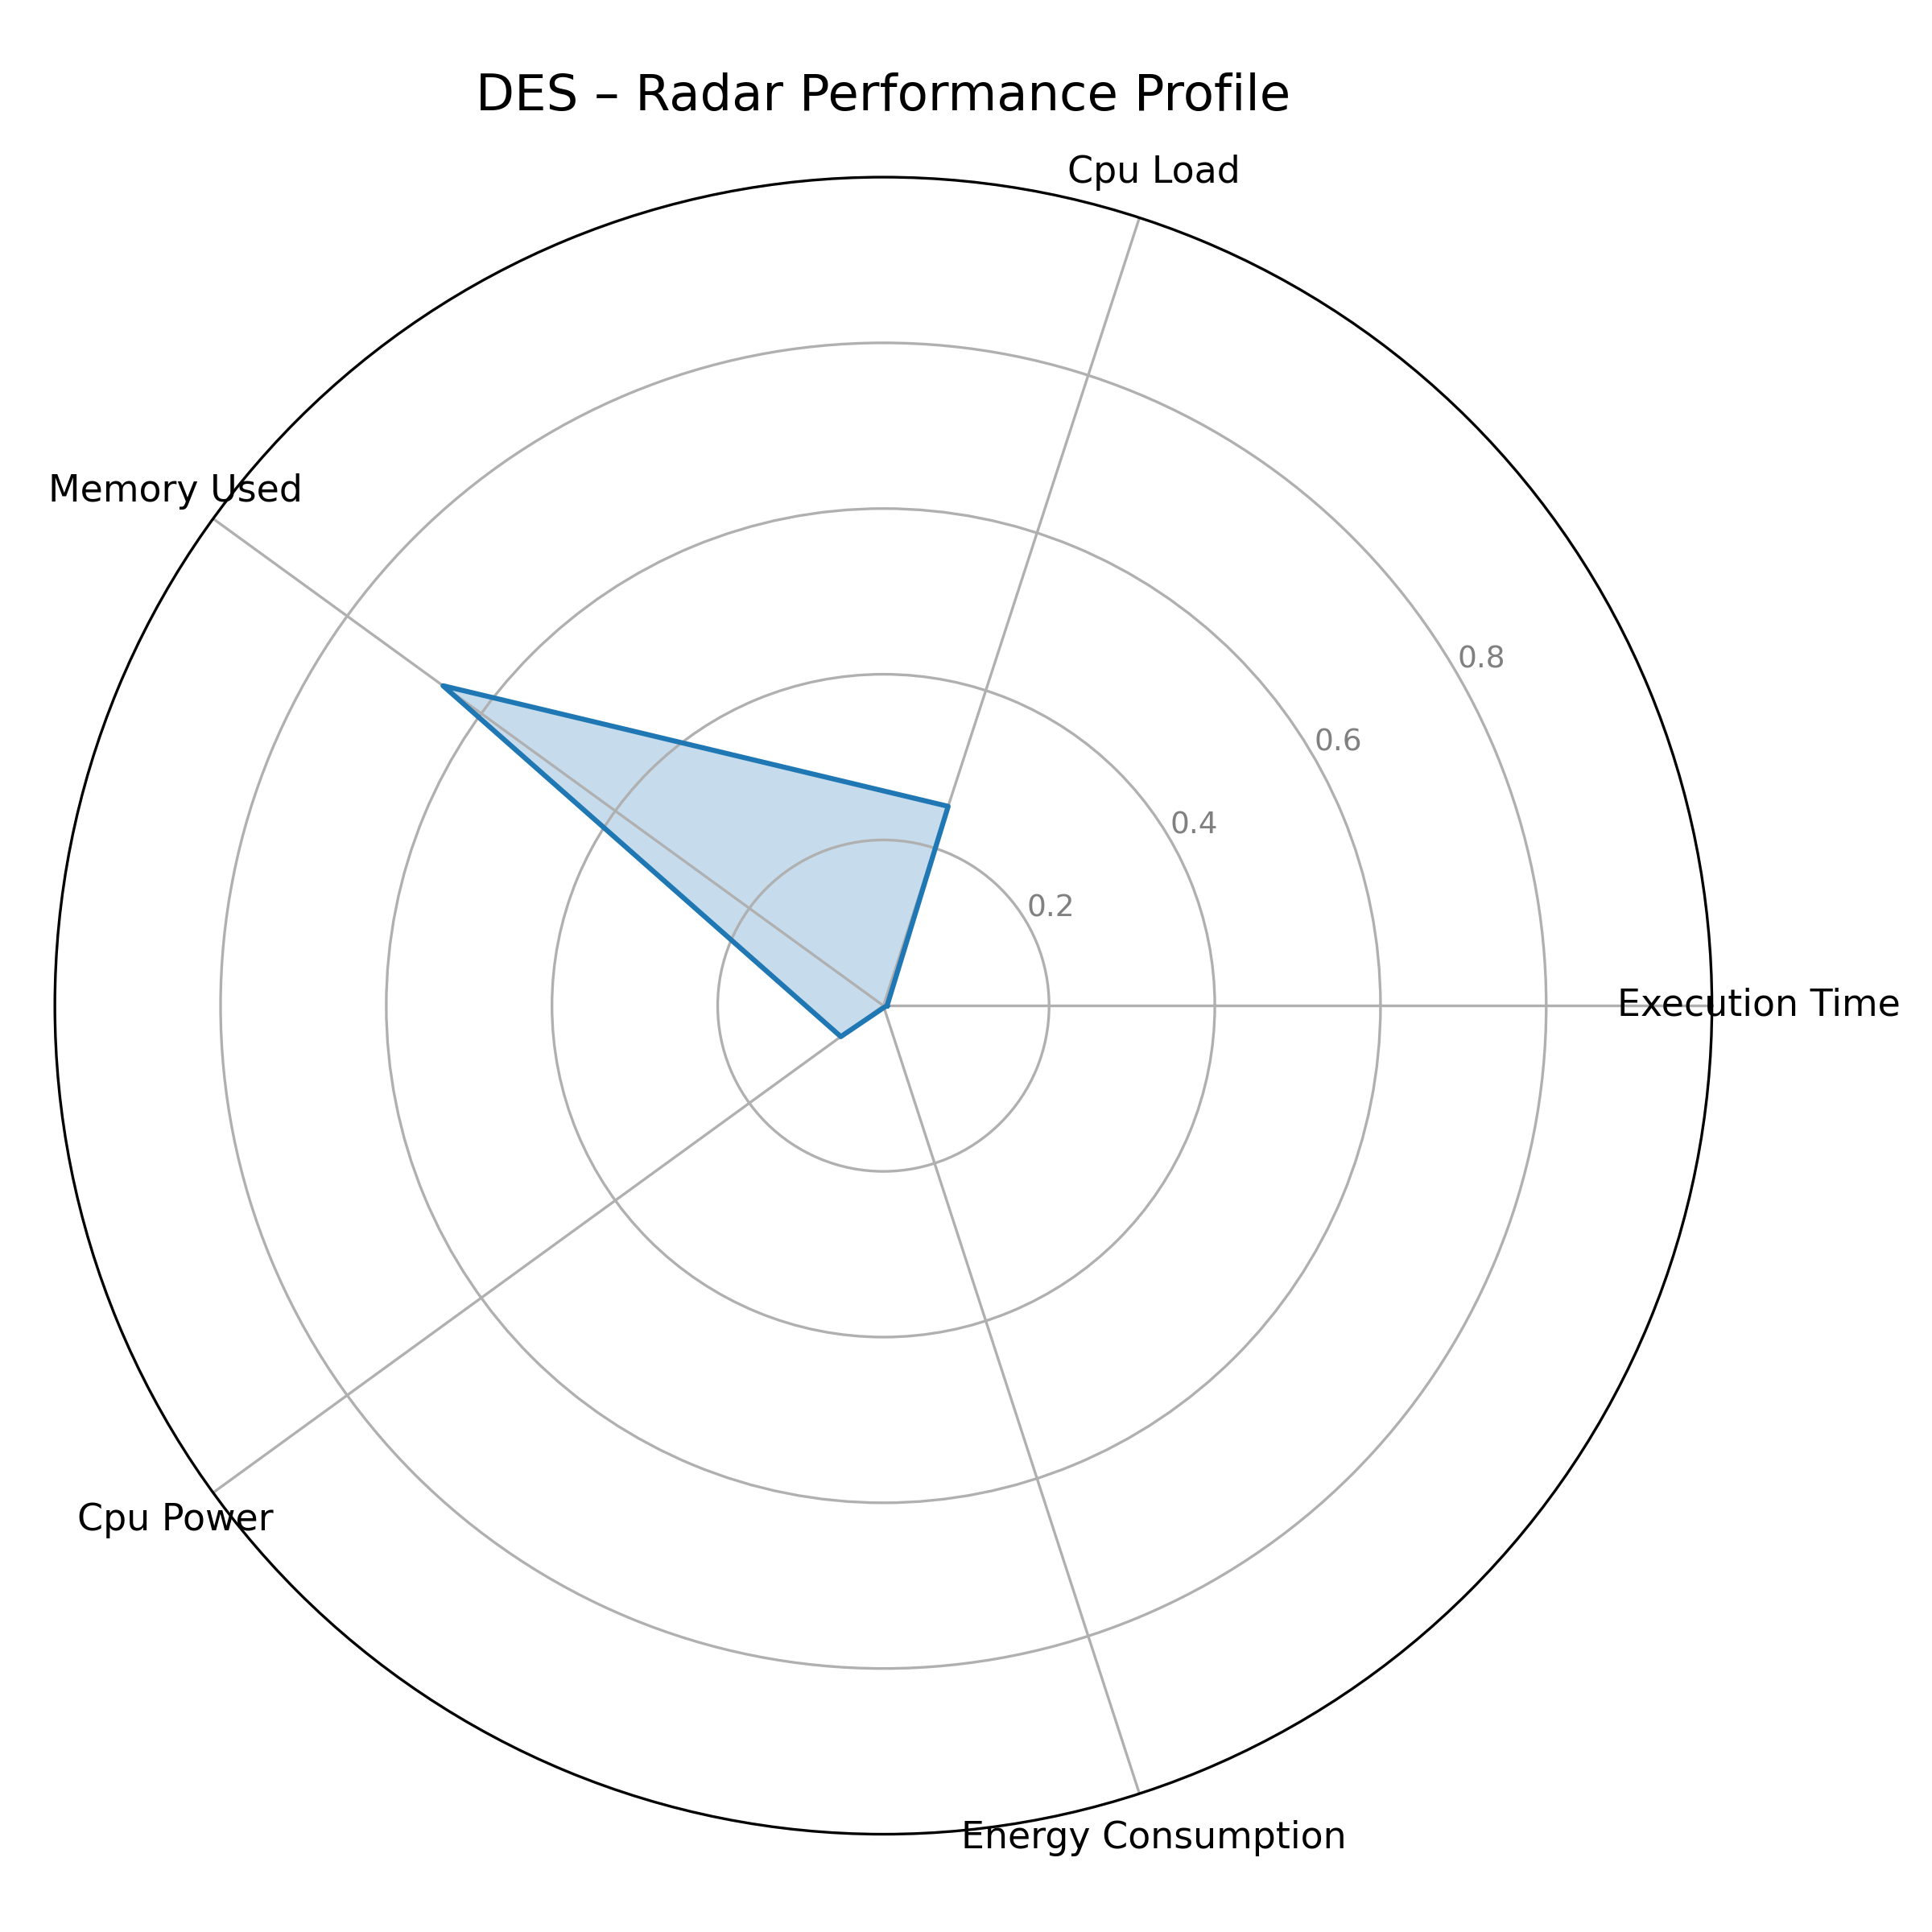 DES – Radar Performance Profile
Cpu Load
Memory Used
0.8
0.6
0.4
0.2
Execution Time
Cpu Power
Energy Consumption